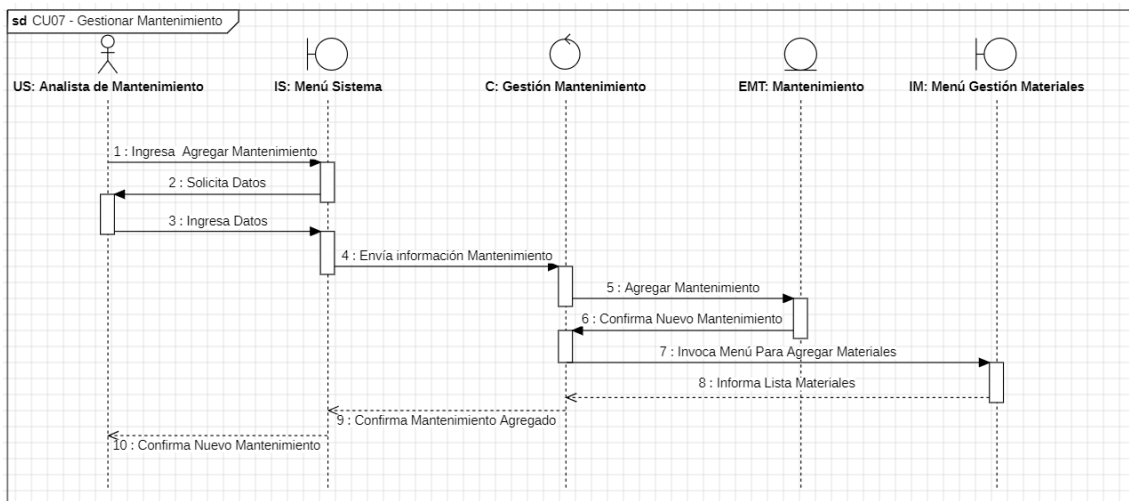 sd CU07 - Gestionar Mantenimiento
US: Analista de Mantenimiento
IS: Menú Sistema
C: Gestión Mantenimiento
EMT: Mantenimiento
IM: Menú Gestión Materiales
1 : Ingresa Agregar Mantenimiento
2 : Solicita Datos
3 : Ingresa Datos
4 : Envía información Mantenimiento
5 : Agregar Mantenimiento
6 : Confirma Nuevo Mantenimiento
7 : Invoca Menú Para Agregar Materiales
8 : Informa Lista Materiales
9 : Confirma Mantenimiento Agregado
10 : Confirma Nuevo Mantenimiento